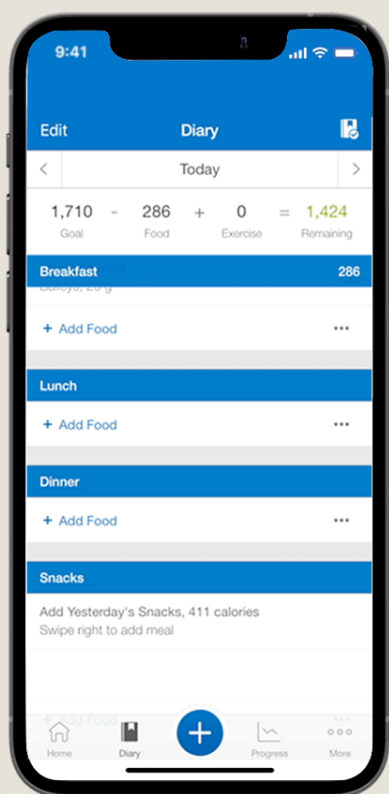 9:41
Edit Diary
Today
1,710 - 286 + 0 = 1,424
Goal Food Exercise Remaining
Breakfast 286
+ Add Food
Lunch
+ Add Food
Dinner
+ Add Food
Snacks
Add Yesterday's Snacks, 411 calories
Swipe right to add meal
+ Add Food
Home Diary + Progress More